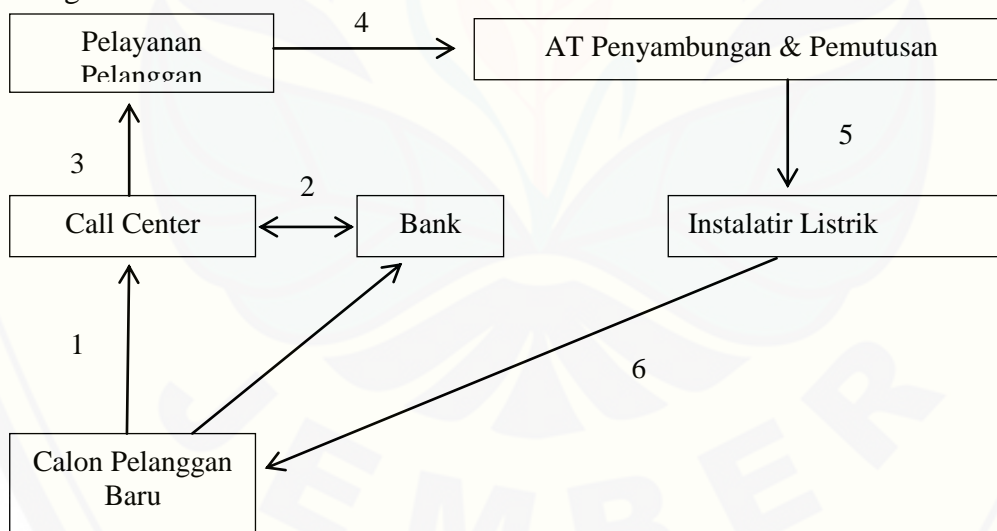 4
Pelayanan
Pelanggan
AT Penyambungan & Pemutusan
5
3
2
Call Center
Bank
Instalatir Listrik
1
6
Calon Pelanggan
Baru
JEMBER